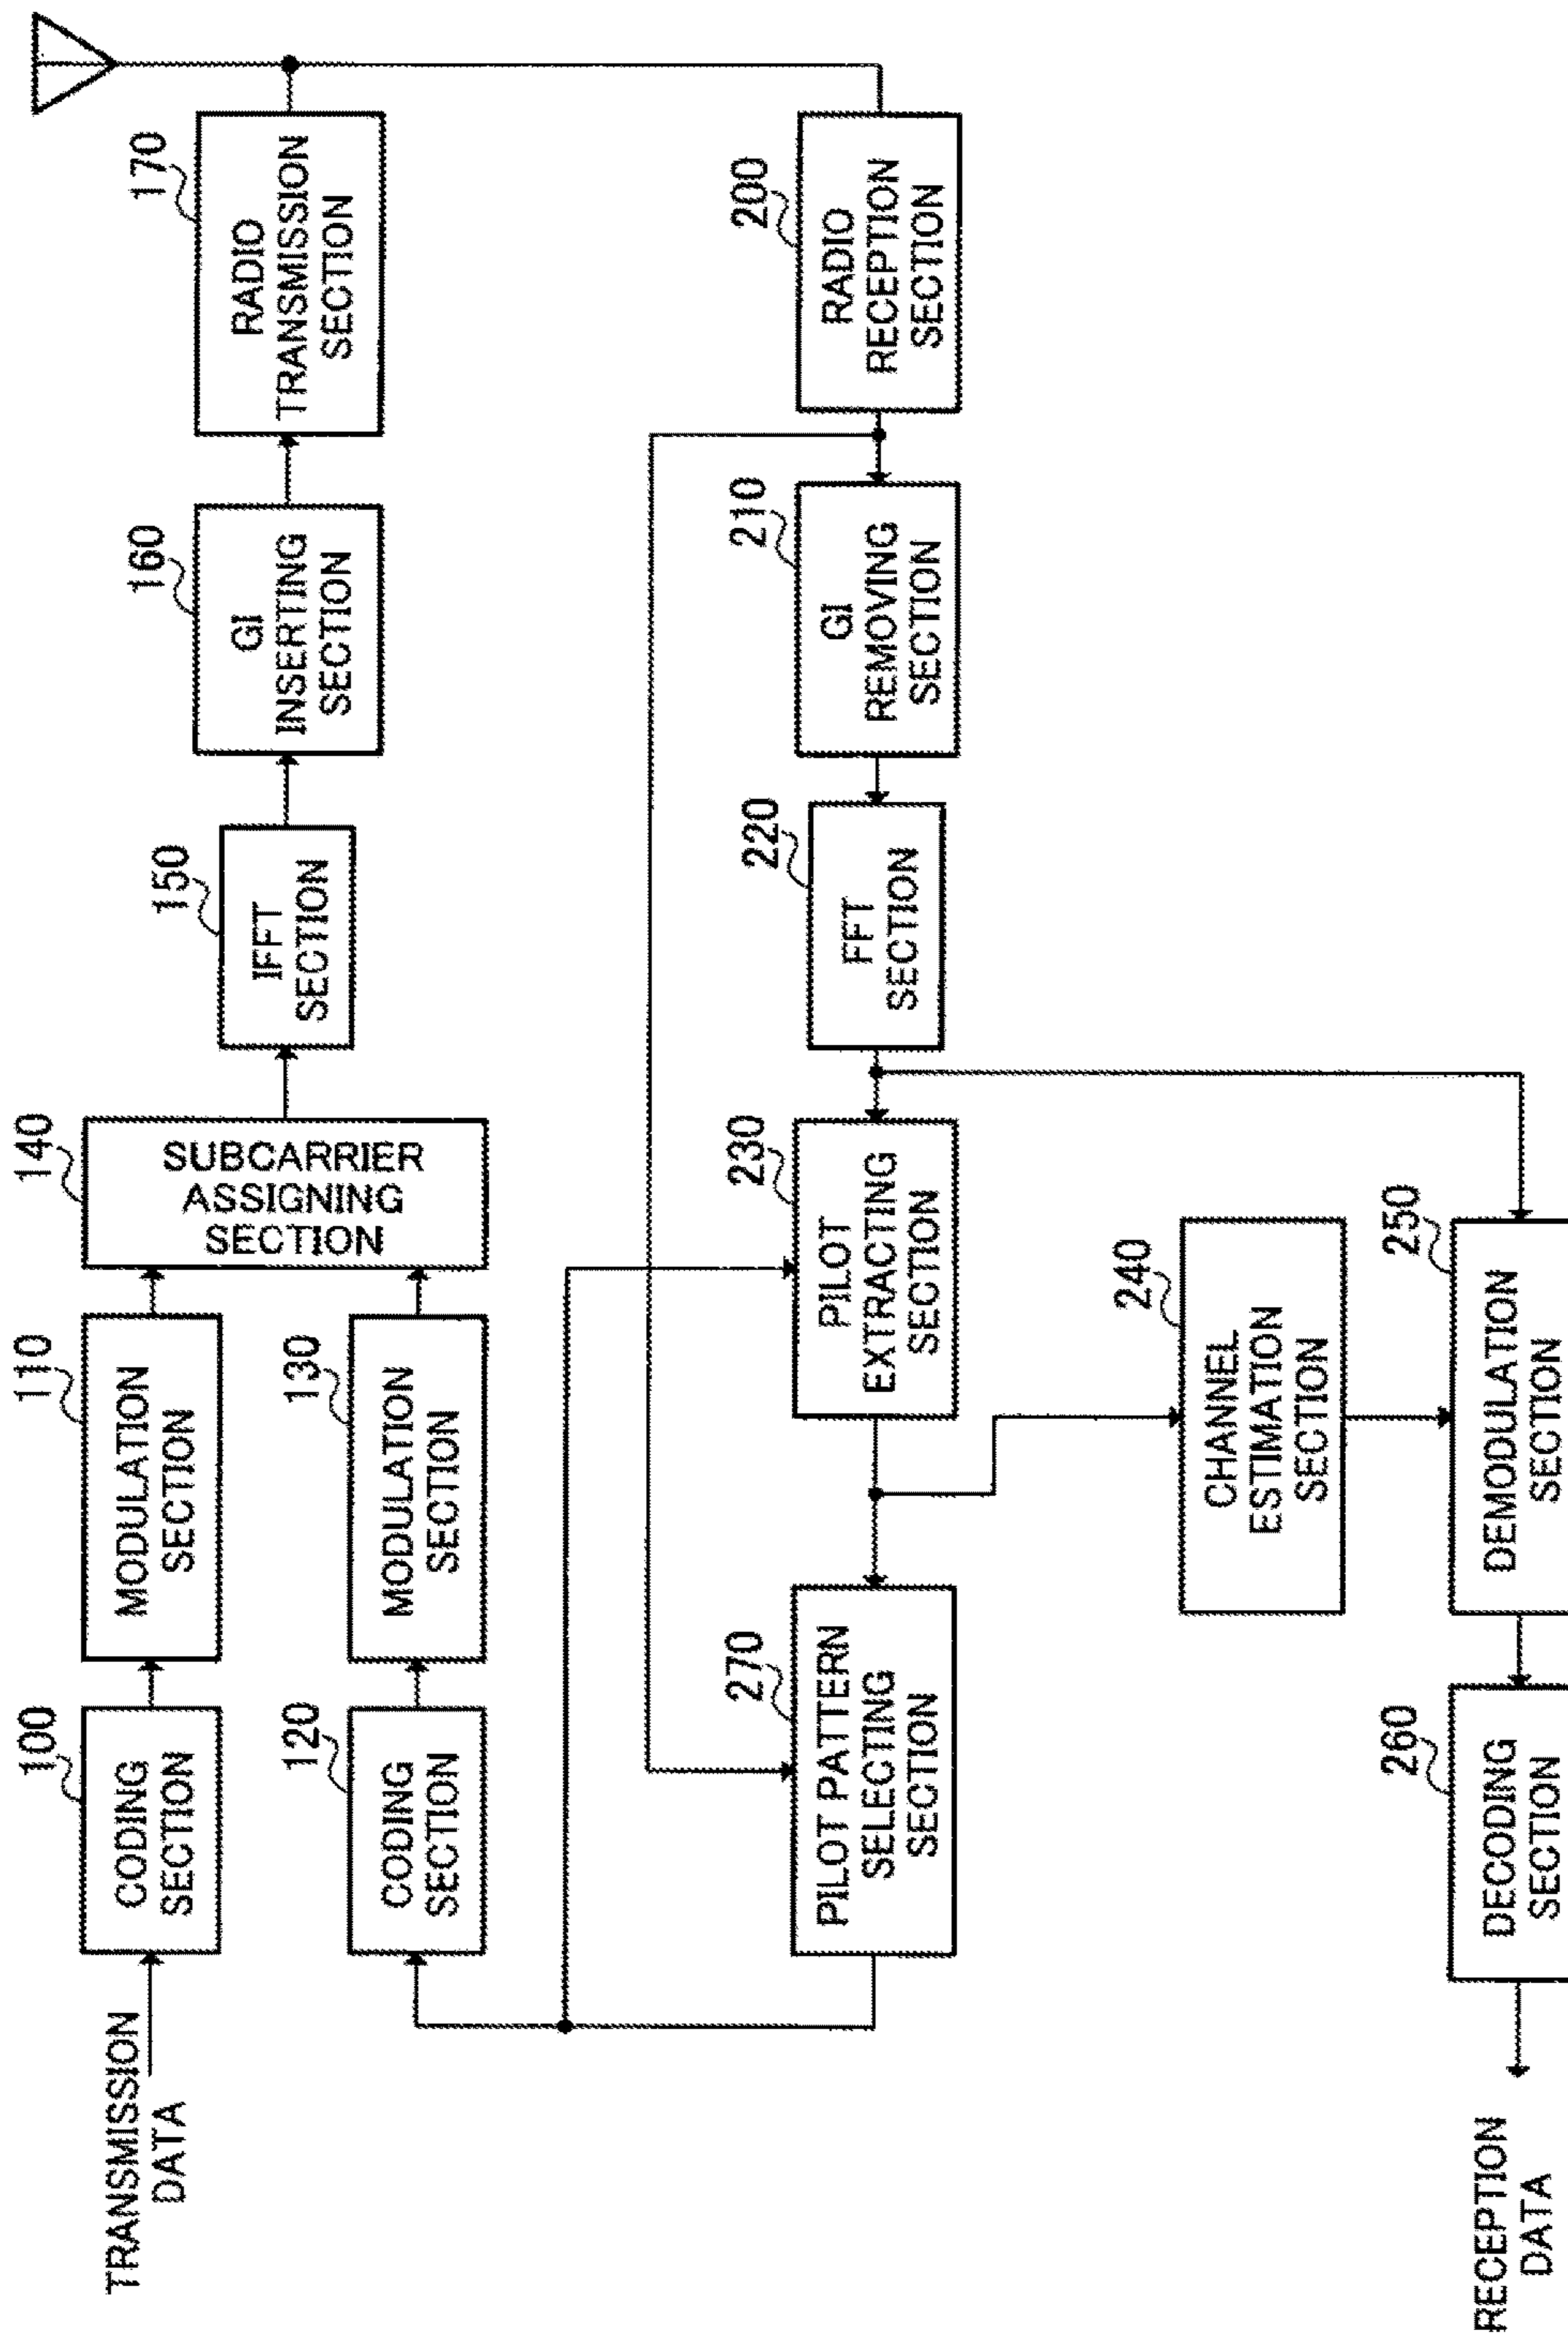 TRANSMISSION
DATA
100
CODING
SECTION
110
MODULATION
SECTION
120
CODING
SECTION
130
MODULATION
SECTION
140
SUBCARRIER
ASSIGNING
SECTION
150
IFFT
SECTION
160
GI
INSERTING
SECTION
170
RADIO
TRANSMISSION
SECTION
200
RADIO
RECEPTION
SECTION
210
GI
REMOVING
SECTION
220
FFT
SECTION
230
PILOT
EXTRACTING
SECTION
270
PILOT PATTERN
SELECTING
SECTION
240
CHANNEL
ESTIMATION
SECTION
250
DEMODULATION
SECTION
260
DECODING
SECTION
RECEPTION
DATA